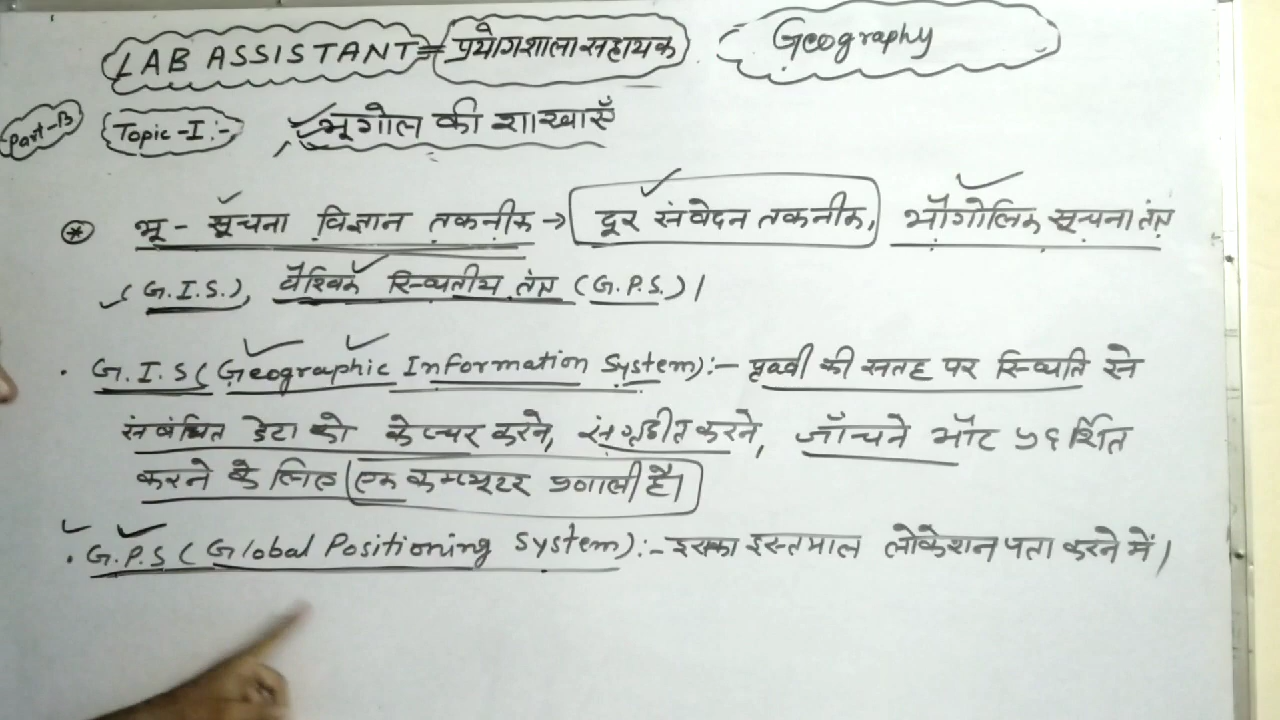 LAB ASSISTANT = प्रयोगशाला सहायक Geography
Part-B Topic-I:- भूगोल की शाखाएँ
* भू - सूचना विज्ञान तकनीक → दूर संवेदन तकनीक, भौगोलिक सूचना तंत्र
(G.I.S.), वैश्विक स्थितीय तंत्र (G.P.S.)।
. G.I.S (Geographic Information System):- पृथ्वी की सतह पर स्थिति से
संबंधित डेटा को केप्चर करने, संगृहीत करने, जाँचने और प्रदर्शित
करने के लिए एक कम्प्यूटर प्रणाली है।
. G.P.S (Global Positioning System):- इसका इस्तमाल लोकेशन पता करने में।